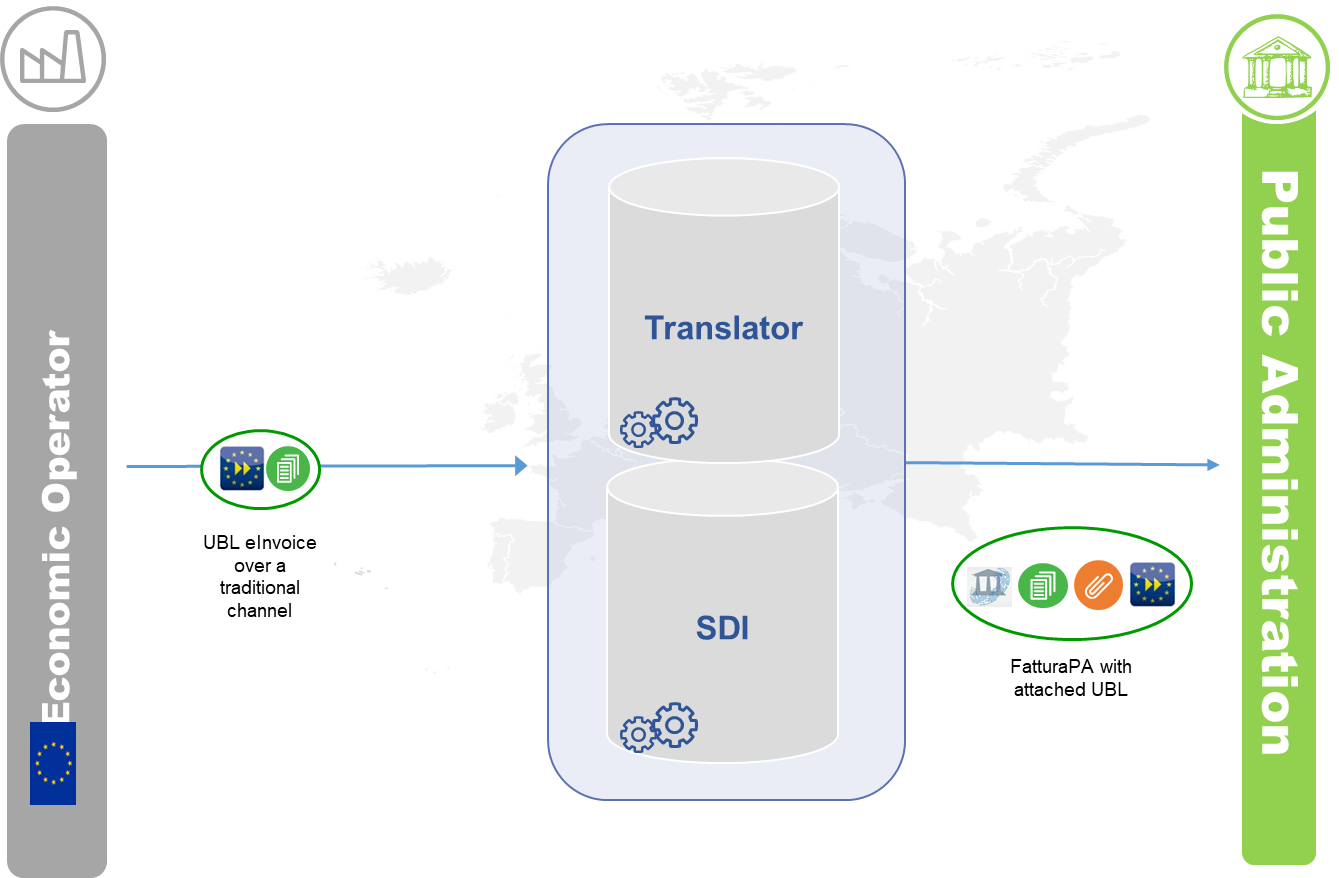 Economic Operator
UBL eInvoice
over a
traditional
channel
Translator
SDI
FatturaPA with
attached UBL
Public Administration